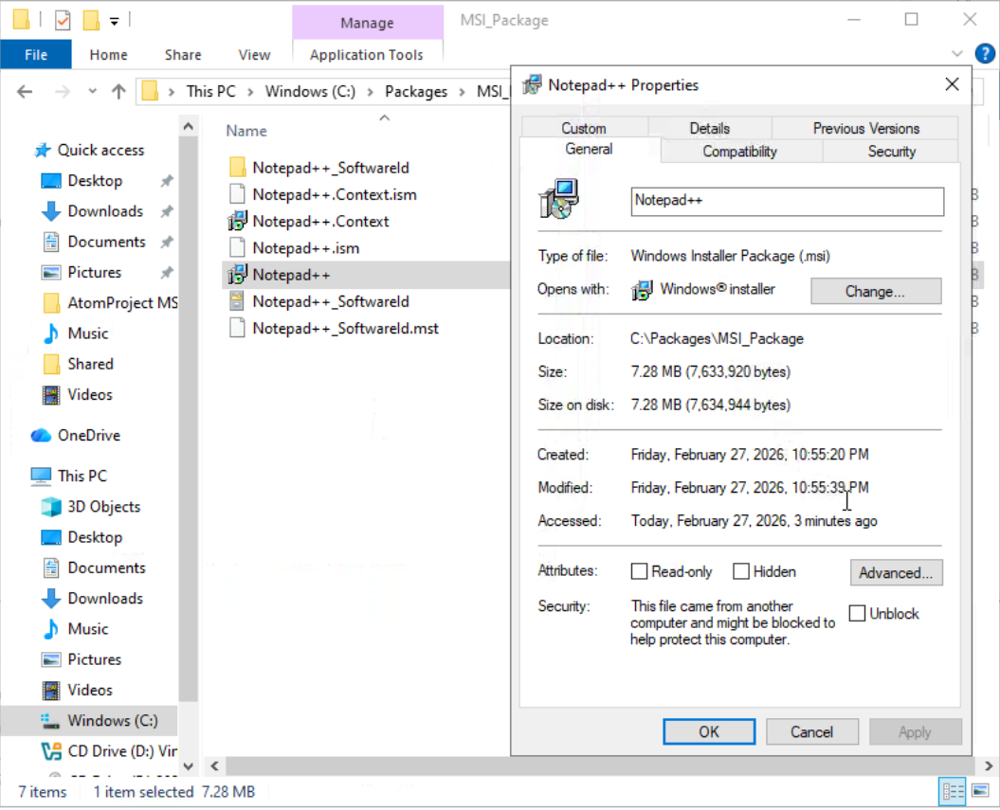 Manage
MSI_Package
File
Home
Share
View
Application Tools
This PC
Windows (C:)
Packages
Name
Quick access
Desktop
Downloads
Documents
Pictures
AtomProject MS
Music
Shared
Videos
OneDrive
This PC
3D Objects
Desktop
Documents
Downloads
Music
Pictures
Videos
Windows (C:)
CD Drive (D:) Vir
Notepad++_SoftwareId
Notepad++.Context.ism
Notepad++.Context
Notepad++.ism
Notepad++
Notepad++_SoftwareId
Notepad++_SoftwareId.mst
Notepad++ Properties
Custom
Details
Previous Versions
General
Compatibility
Security
Notepad++
Type of file: Windows Installer Package (.msi)
Opens with: Windows® installer
Change...
Location: C:\Packages\MSI_Package
Size: 7.28 MB (7,633,920 bytes)
Size on disk: 7.28 MB (7,634,944 bytes)
Created: Friday, February 27, 2026, 10:55:20 PM
Modified: Friday, February 27, 2026, 10:55:39 PM
Accessed: Today, February 27, 2026, 3 minutes ago
Attributes: Read-only Hidden Advanced...
Security: This file came from another
computer and might be blocked to
help protect this computer.
Unblock
OK
Cancel
Apply
7 items 1 item selected 7.28 MB